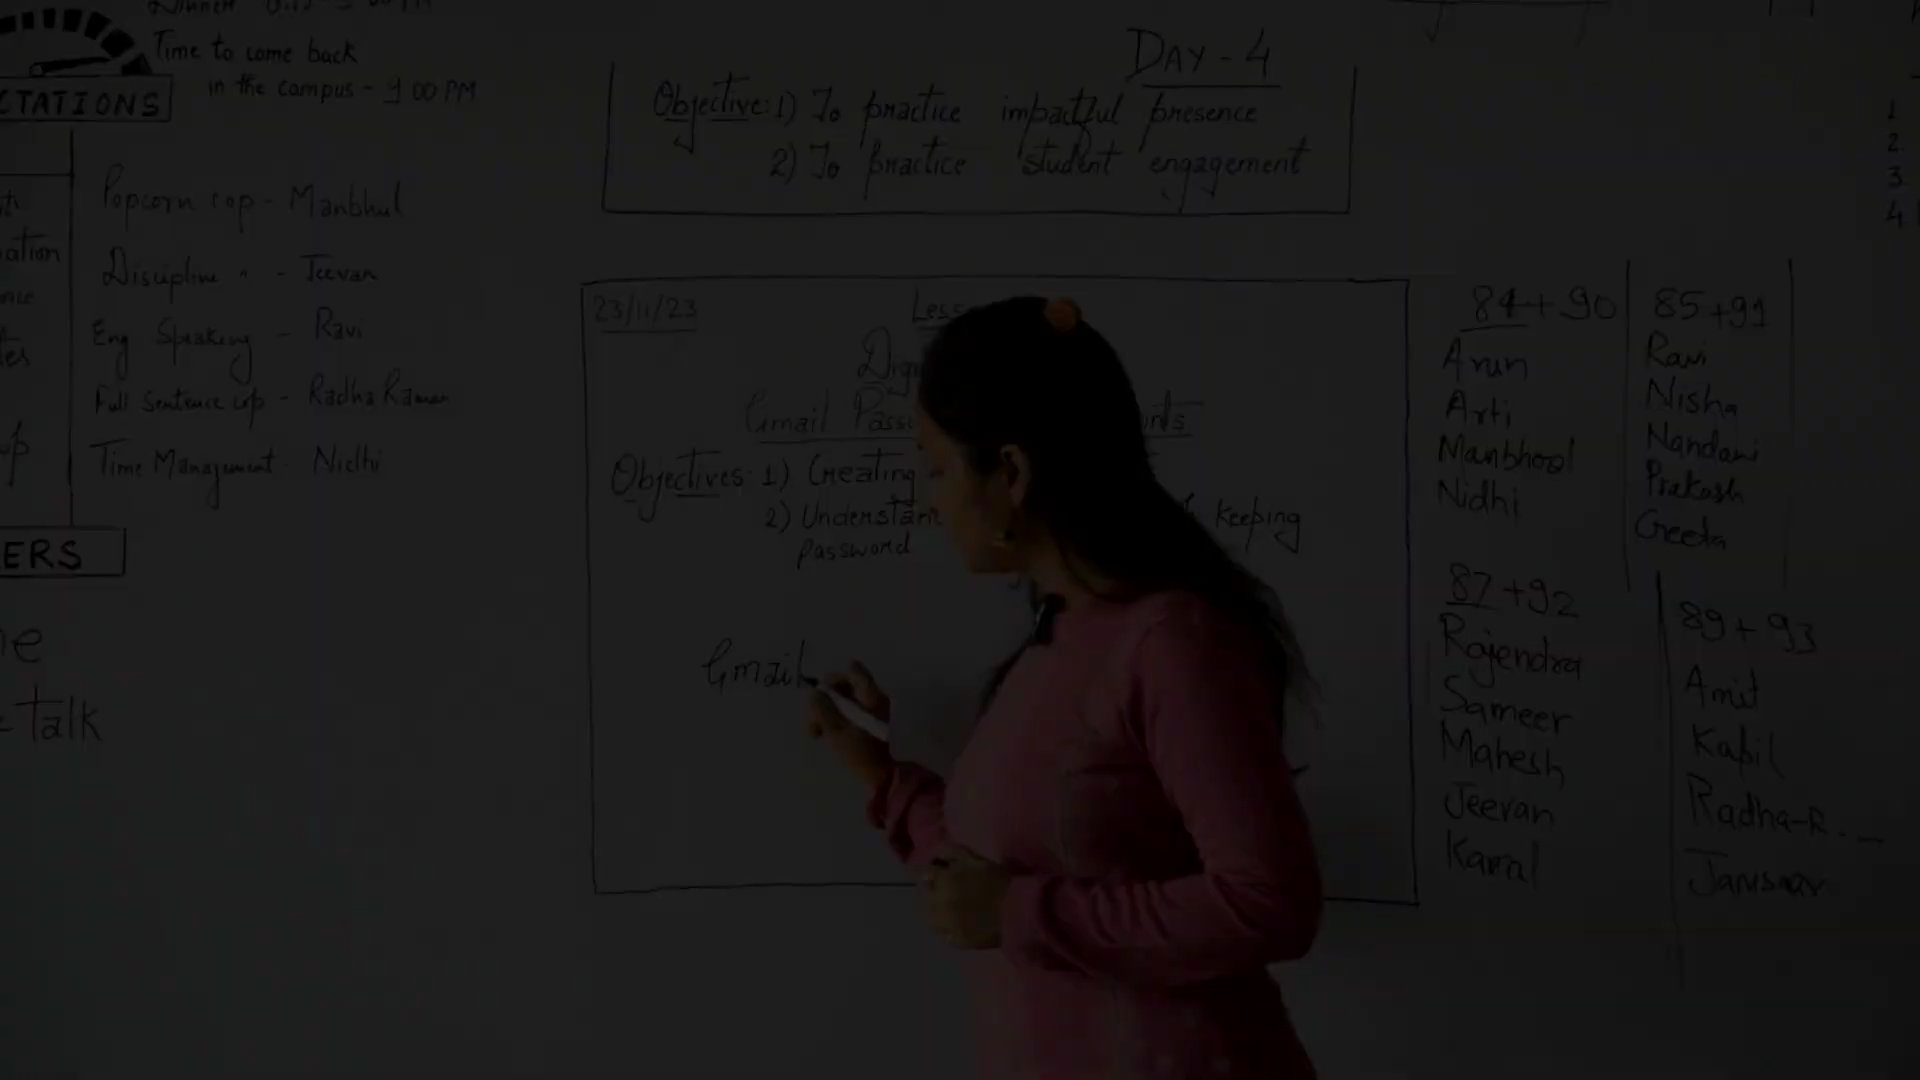 Time to come back
in the campus - 9 00 PM
CTATIONS
Popcorn cop - Manbhul
Discipline " - Jeevan
Eng Speaking - Ravi
Full Sentence cop - Radha Raman
Time Management Nidhi
ERS
talk
DAY - 4
Objective: 1) To practice impactful presence
2) To practice student engagement
23/11/23
Gmail
Objectives: 1) Creating
2) Understan keeping
password
Gmail
84+90
Arun
Arti
Manbhool
Nidhi
85+91
Ravi
Nisha
Nandani
Prakash
Geeta
87+92
Rajendra
Sameer
Mahesh
Jeevan
Kamal
89+93
Amit
Kapil
Radha-R. -
1
2.
3.
4.